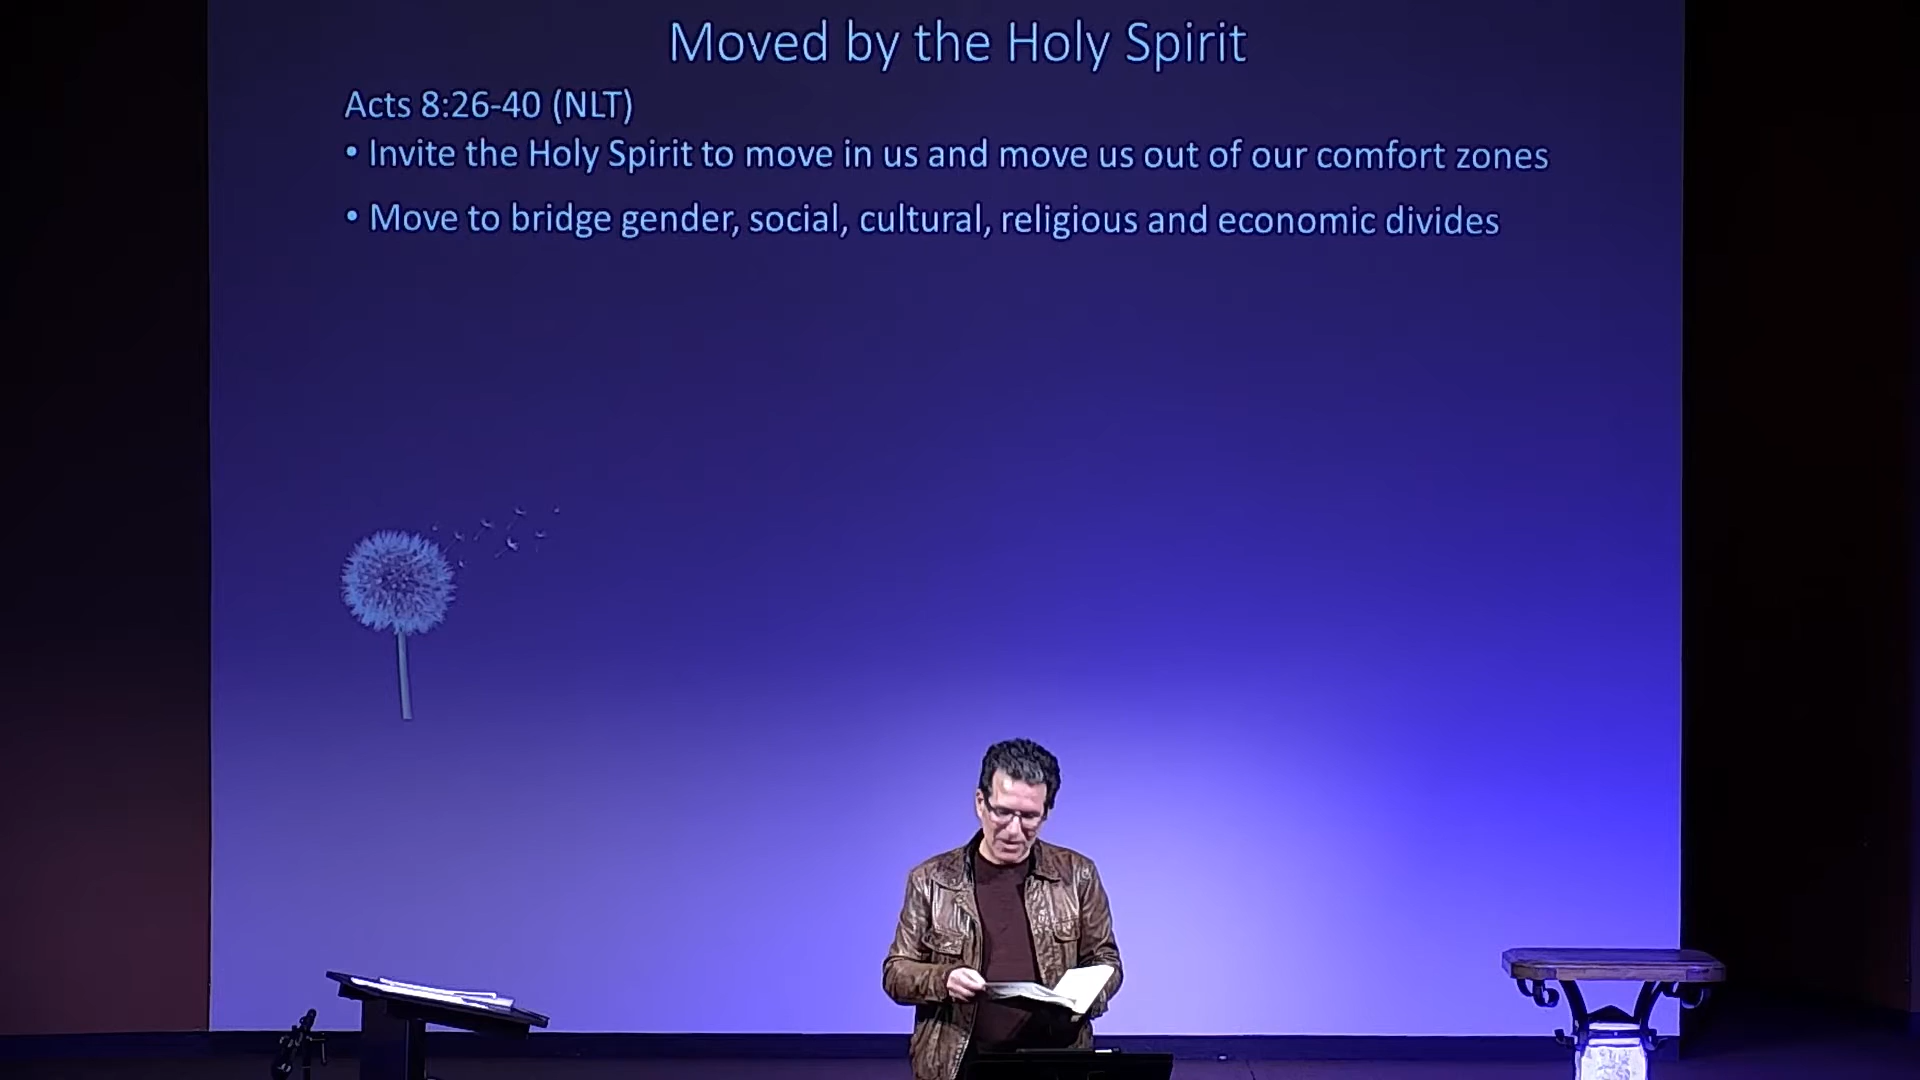 Moved by the Holy Spirit
Acts 8:26-40 (NLT)
• Invite the Holy Spirit to move in us and move us out of our comfort zones
• Move to bridge gender, social, cultural, religious and economic divides